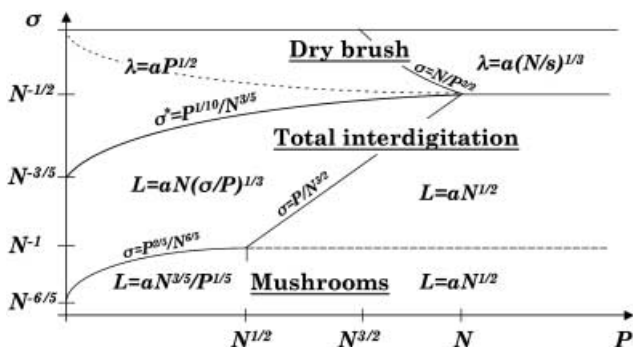 σ
Dry brush
λ=aP^1/2
λ=a(N/s)^1/3
σ=N/P^3/2
N^-1/2
σ*=P^1/10/N^3/5
Total interdigitation
N^-3/5
L=aN(σ/P)^1/3
σ=P/N^3/2
L=aN^1/2
N^-1
σ=P^2/5/N^6/5
L=aN^3/5/P^1/5
Mushrooms
L=aN^1/2
N^-6/5
N^1/2
N^3/2
N
P